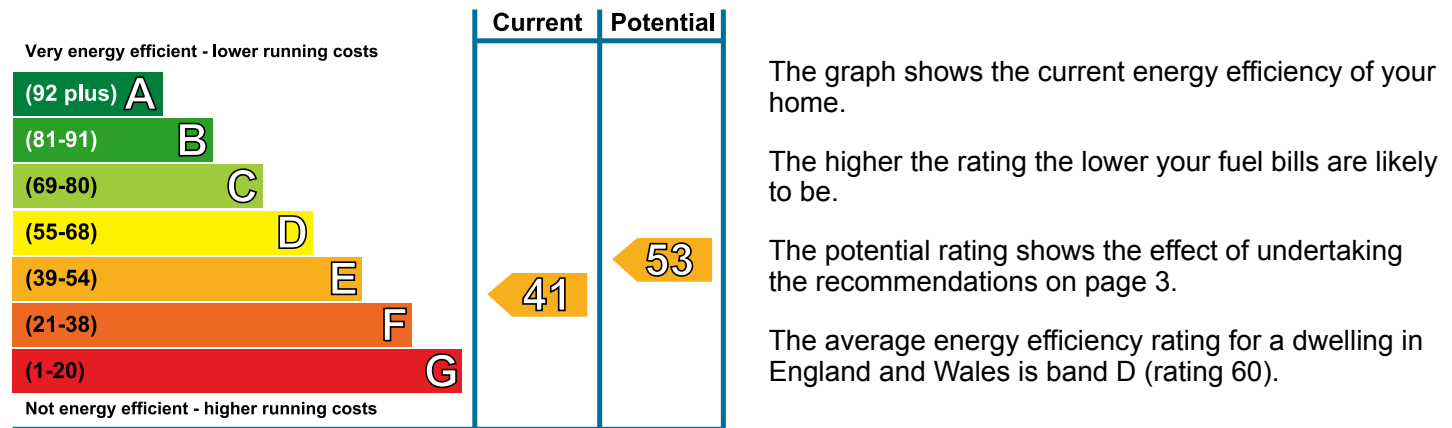 Current Potential
Very energy efficient - lower running costs
(92 plus) A
(81-91) B
(69-80) C
(55-68) D
(39-54) E
(21-38) F
(1-20) G
41
53
Not energy efficient - higher running costs
The graph shows the current energy efficiency of your
home.
The higher the rating the lower your fuel bills are likely
to be.
The potential rating shows the effect of undertaking
the recommendations on page 3.
The average energy efficiency rating for a dwelling in
England and Wales is band D (rating 60).